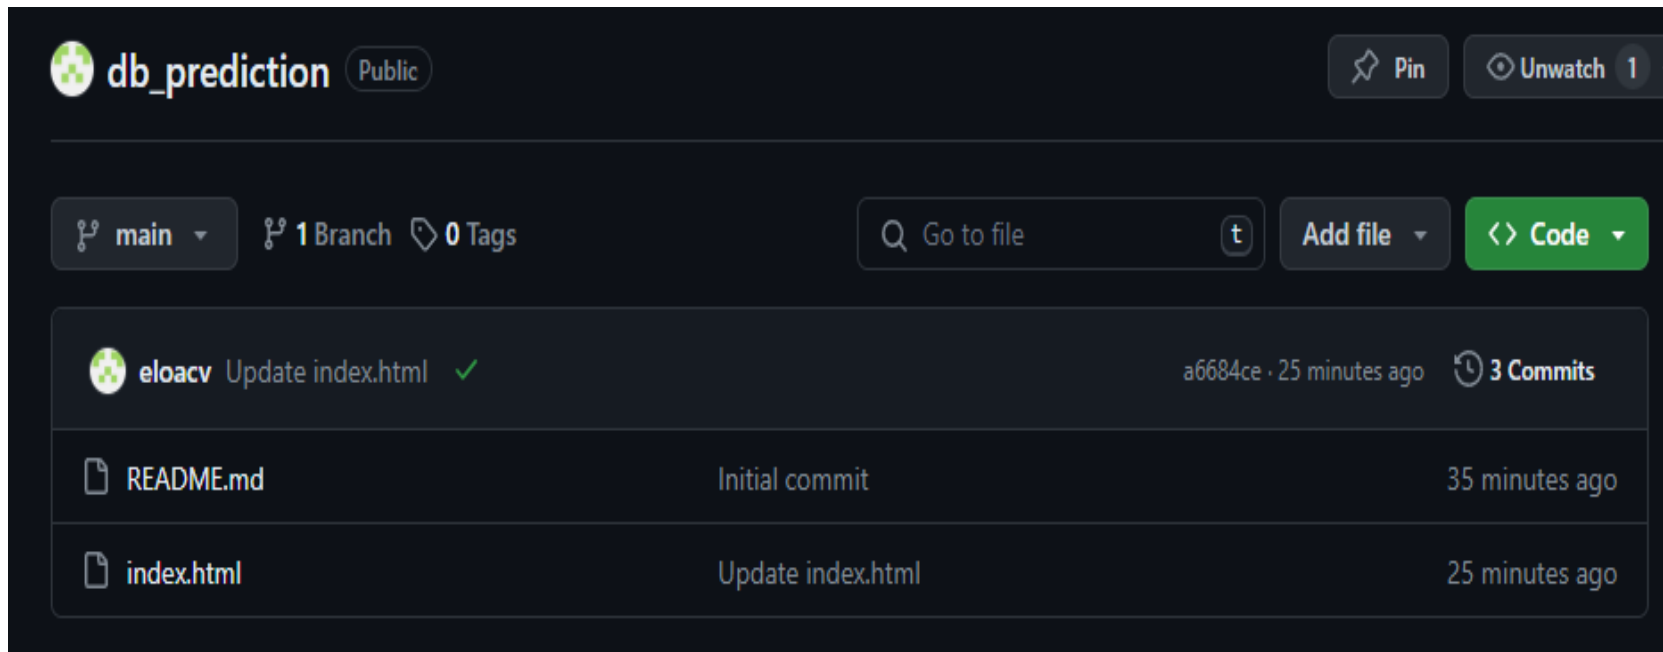 db_prediction Public Pin Unwatch 1
main 1 Branch 0 Tags Go to file t Add file Code
eloacv Update index.html a6684ce · 25 minutes ago 3 Commits
README.md Initial commit 35 minutes ago
index.html Update index.html 25 minutes ago